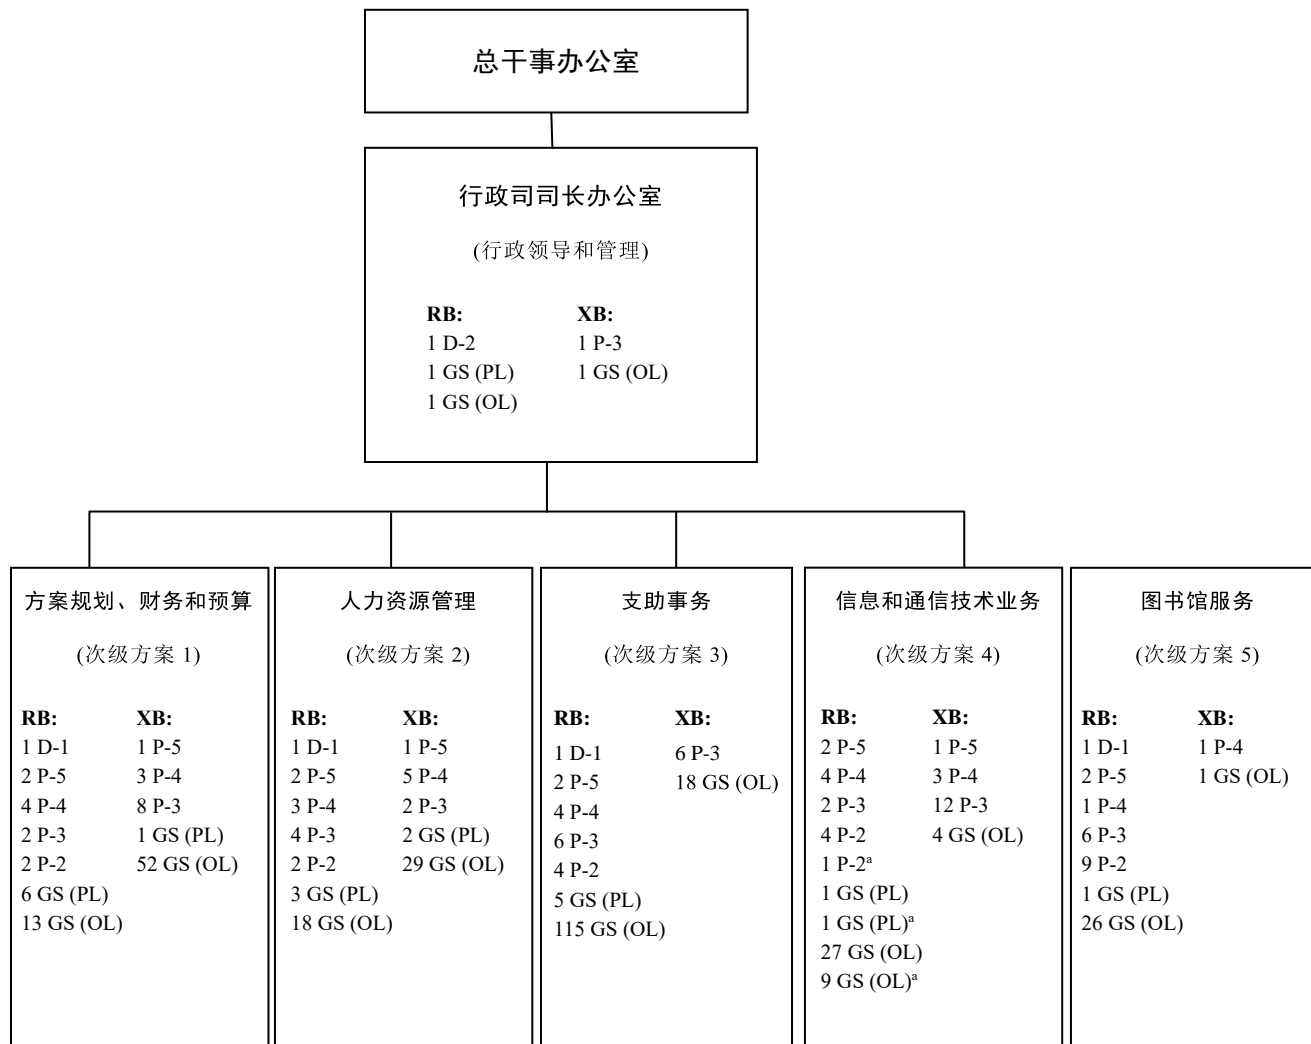 总干事办公室
行政司司长办公室
(行政领导和管理)
RB:
1 D-2
1 GS (PL)
1 GS (OL)
XB:
1 P-3
1 GS (OL)
方案规划、财务和预算
(次级方案 1)
RB:
1 D-1
2 P-5
4 P-4
2 P-3
2 P-2
6 GS (PL)
13 GS (OL)
XB:
1 P-5
3 P-4
8 P-3
1 GS (PL)
52 GS (OL)
人力资源管理
(次级方案 2)
RB:
1 D-1
2 P-5
3 P-4
4 P-3
2 P-2
3 GS (PL)
18 GS (OL)
XB:
1 P-5
5 P-4
2 P-3
2 GS (PL)
29 GS (OL)
支助事务
(次级方案 3)
RB:
1 D-1
2 P-5
4 P-4
6 P-3
4 P-2
5 GS (PL)
115 GS (OL)
XB:
6 P-3
18 GS (OL)
信息和通信技术业务
(次级方案 4)
RB:
2 P-5
4 P-4
2 P-3
4 P-2
1 P-2ᵃ
1 GS (PL)
1 GS (PL)ᵃ
27 GS (OL)
9 GS (OL)ᵃ
XB:
1 P-5
3 P-4
12 P-3
4 GS (OL)
图书馆服务
(次级方案 5)
RB:
1 D-1
2 P-5
1 P-4
6 P-3
9 P-2
1 GS (PL)
26 GS (OL)
XB:
1 P-4
1 GS (OL)